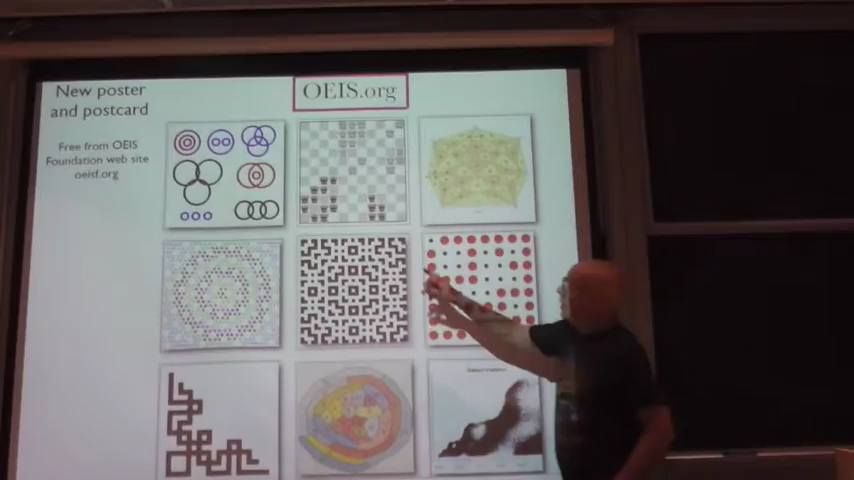 New poster
and postcard
OEIS.org
Free from OEIS
Foundation web site
oeisf.org